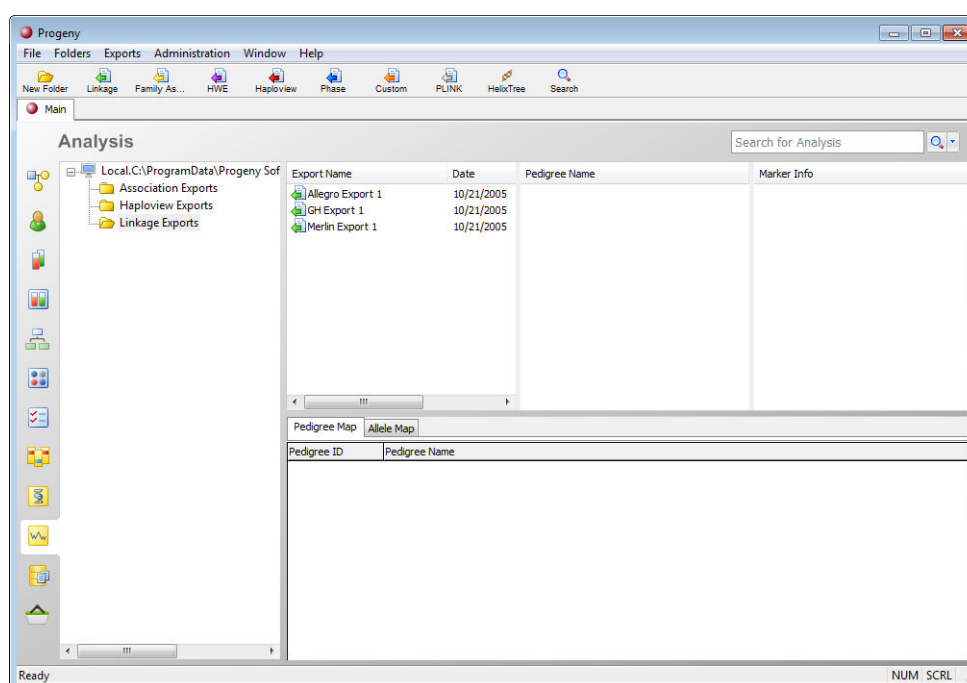 Progeny
File Folders Exports Administration Window Help
New Folder Linkage Family As... HWE Haploview Phase Custom PLINK HelixTree Search
Main
Analysis
Search for Analysis
Local.C:\ProgramData\Progeny Sof
Association Exports
Haploview Exports
Linkage Exports
Export Name Date Pedigree Name Marker Info
Allegro Export 1 10/21/2005
GH Export 1 10/21/2005
Merlin Export 1 10/21/2005
Pedigree Map Allele Map
Pedigree ID Pedigree Name
Ready NUM SCRL